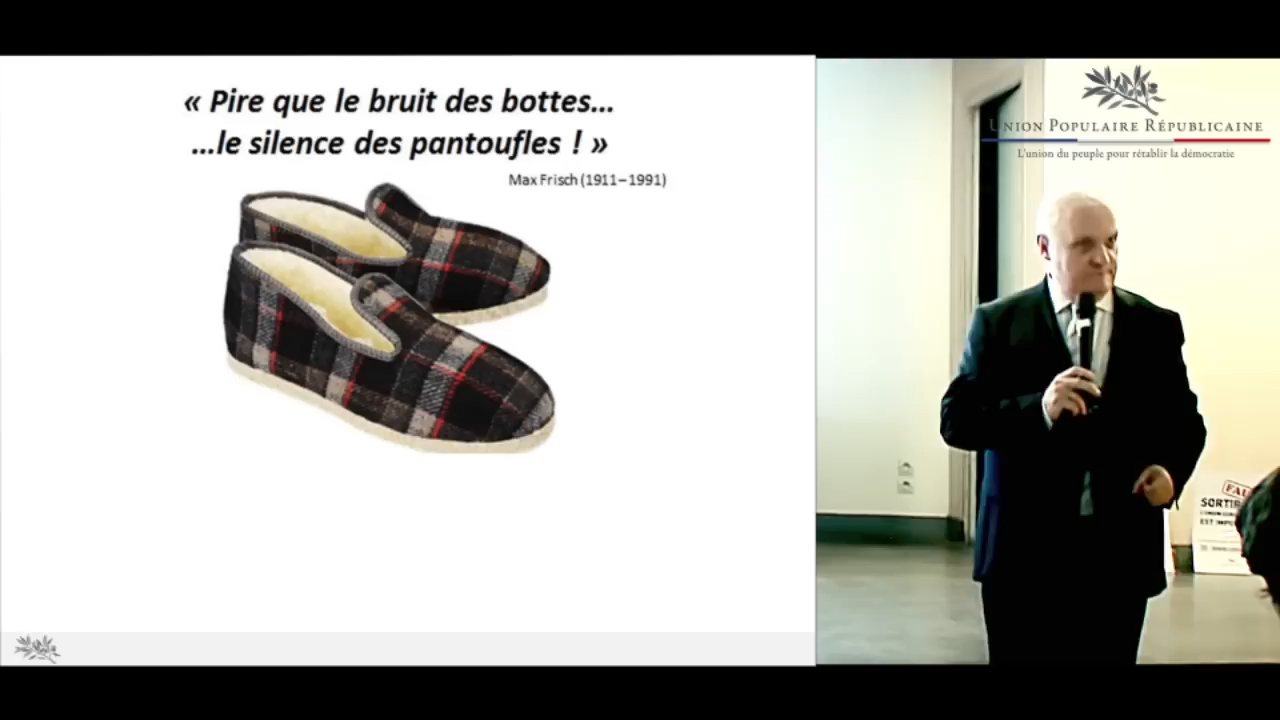 « Pire que le bruit des bottes...
...le silence des pantoufles ! »
Max Frisch (1911–1991)
UNION POPULAIRE RÉPUBLICAINE
L'union du peuple pour rétablir la démocratie
SORTI